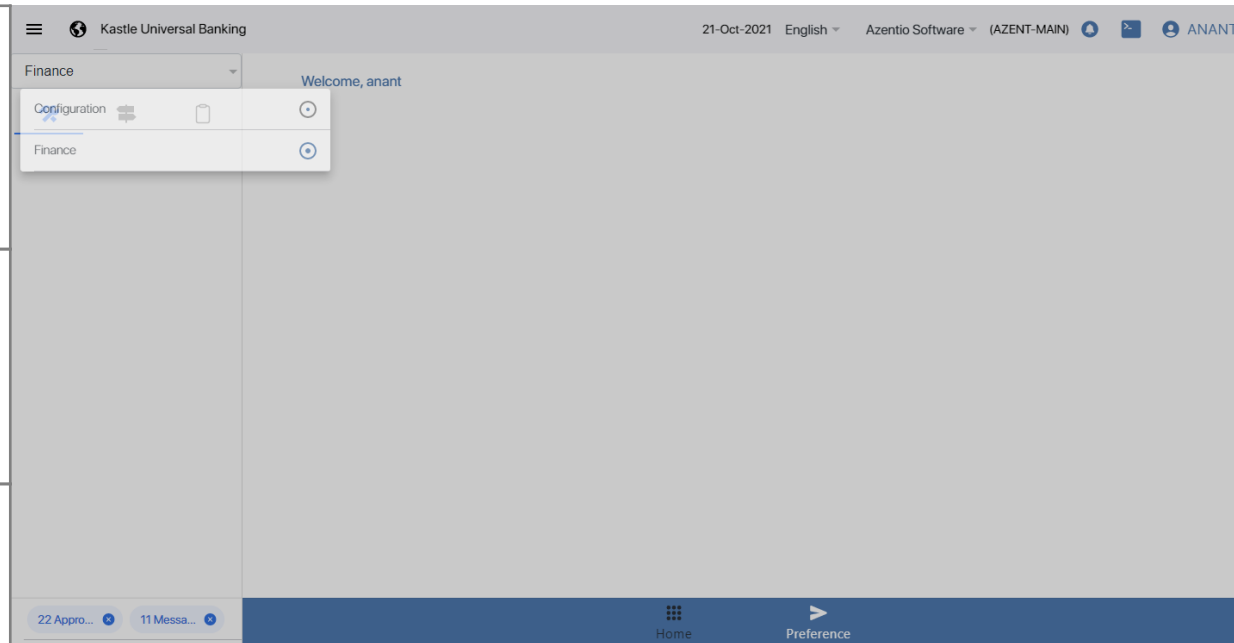 Kastle Universal Banking 21-Oct-2021 English Azentio Software (AZENT-MAIN) ANANT
Finance
Welcome, anant
Configuration
Finance
22 Appro... 11 Messa...
Home Preference